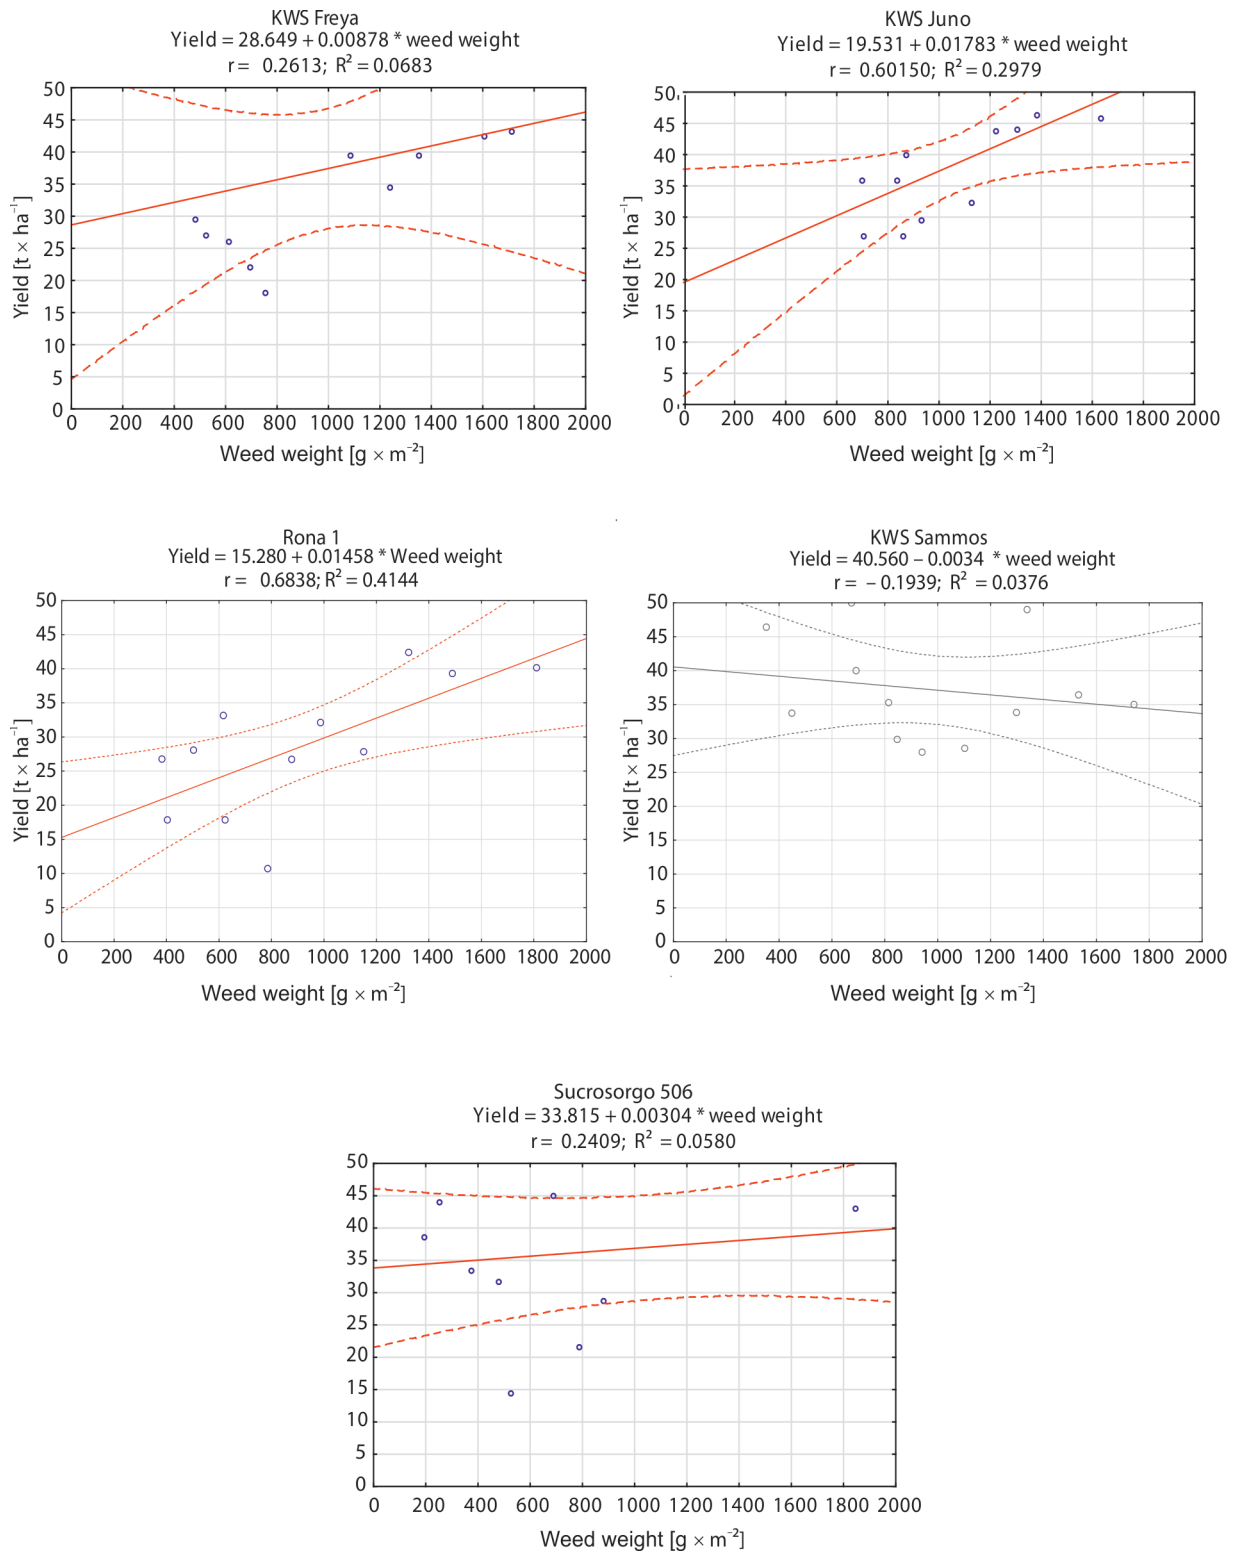 KWS Freya
Yield = 28.649 + 0.00878 * weed weight
r = 0.2613; R² = 0.0683
50
45
40
35
30
25
20
15
10
5
0
Yield [t × ha⁻¹]
0 200 400 600 800 1000 1200 1400 1600 1800 2000
Weed weight [g × m⁻²]
KWS Juno
Yield = 19.531 + 0.01783 * weed weight
r = 0.60150; R² = 0.2979
50
45
40
35
30
25
20
15
10
5
0
Yield [t × ha⁻¹]
0 200 400 600 800 1000 1200 1400 1600 1800 2000
Weed weight [g × m⁻²]
Rona 1
Yield = 15.280 + 0.01458 * Weed weight
r = 0.6838; R² = 0.4144
50
45
40
35
30
25
20
15
10
5
0
Yield [t × ha⁻¹]
0 200 400 600 800 1000 1200 1400 1600 1800 2000
Weed weight [g × m⁻²]
KWS Sammos
Yield = 40.560 – 0.0034 * weed weight
r = – 0.1939; R² = 0.0376
50
45
40
35
30
25
20
15
10
5
0
Yield [t × ha⁻¹]
0 200 400 600 800 1000 1200 1400 1600 1800 2000
Weed weight [g × m⁻²]
Sucrosorgo 506
Yield = 33.815 + 0.00304 * weed weight
r = 0.2409; R² = 0.0580
50
45
40
35
30
25
20
15
10
5
0
Yield [t × ha⁻¹]
0 200 400 600 800 1000 1200 1400 1600 1800 2000
Weed weight [g × m⁻²]